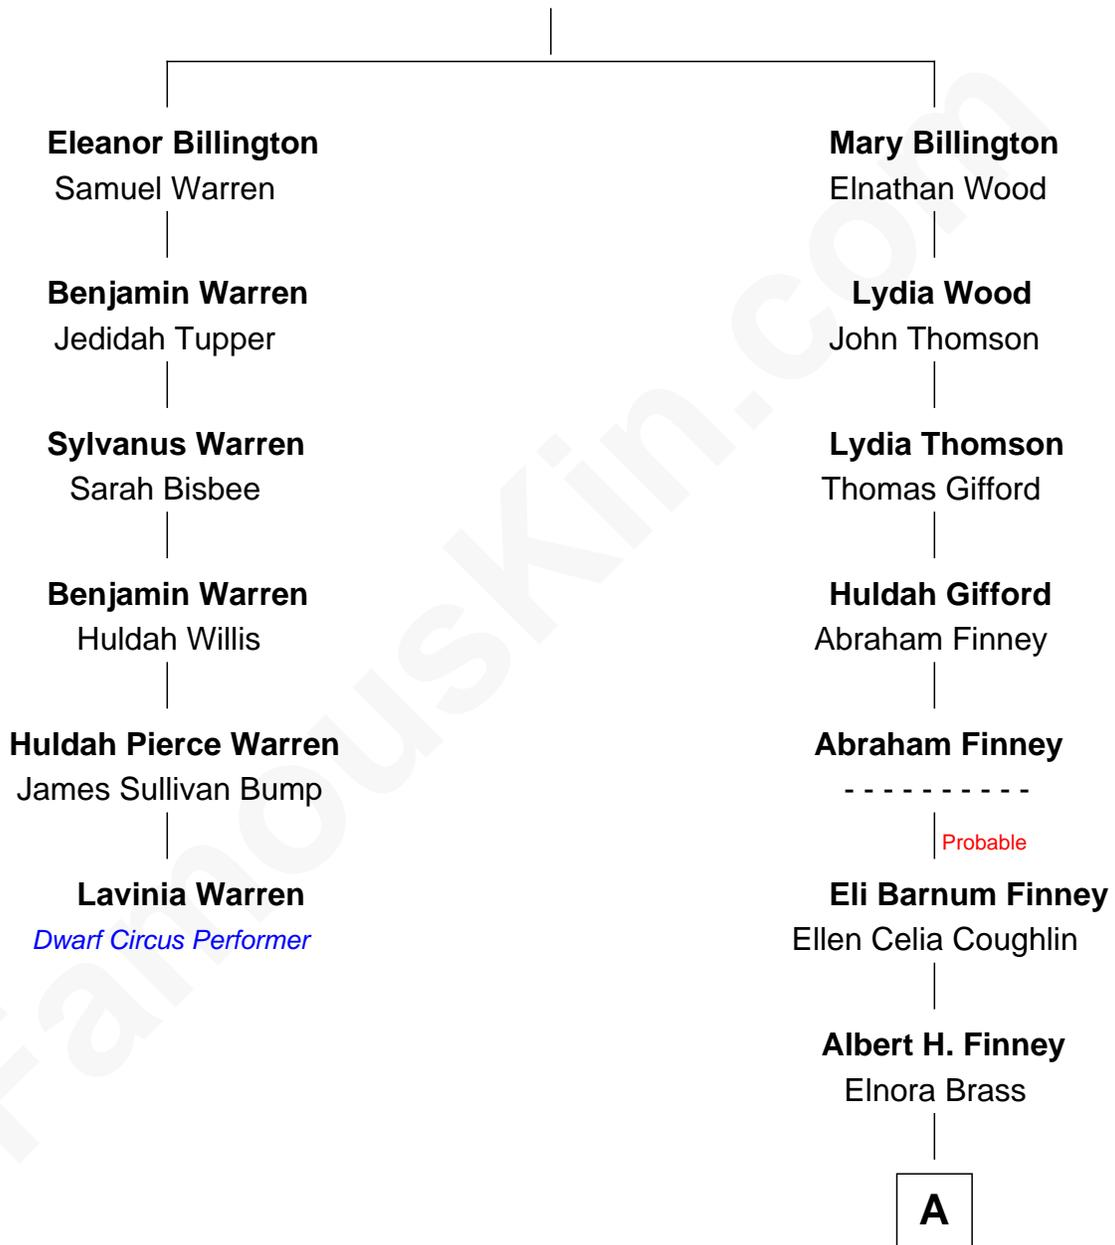 Eleanor Billington
Samuel Warren
Benjamin Warren
Jedidah Tupper
Sylvanus Warren
Sarah Bisbee
Benjamin Warren
Huldah Willis
Huldah Pierce Warren
James Sullivan Bump
Lavinia Warren
Dwarf Circus Performer
Mary Billington
Elnathan Wood
Lydia Wood
John Thomson
Lydia Thomson
Thomas Gifford
Huldah Gifford
Abraham Finney
Abraham Finney
- - - - - - - - - -
Probable
Eli Barnum Finney
Ellen Celia Coughlin
Albert H. Finney
Elnora Brass
A
FamousKin.com